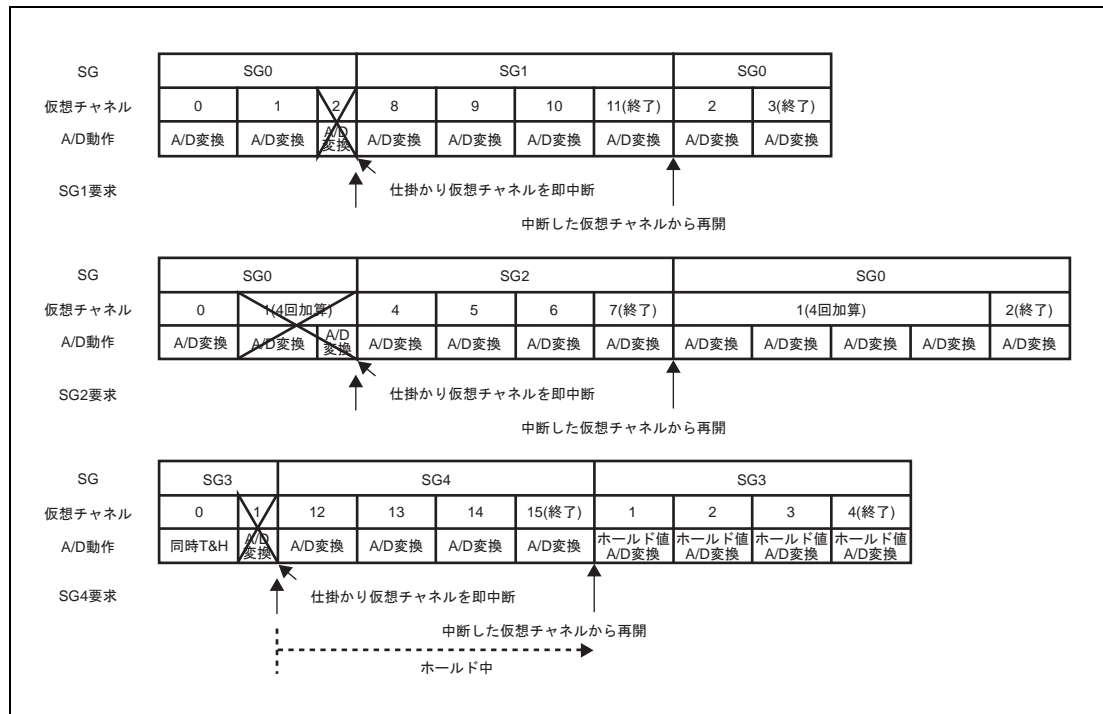 SG SG0 SG1 SG0
仮想チャネル 0 1 2 8 9 10 11(終了) 2 3(終了)
A/D動作 A/D変換 A/D変換 A/D変換 A/D変換 A/D変換 A/D変換 A/D変換 A/D変換 A/D変換
SG1要求 仕掛かり仮想チャネルを即中断
中断した仮想チャネルから再開
SG SG0 SG2 SG0
仮想チャネル 0 1(4回加算) 4 5 6 7(終了) 1(4回加算) 2(終了)
A/D動作 A/D変換 A/D変換 A/D変換 A/D変換 A/D変換 A/D変換 A/D変換 A/D変換 A/D変換 A/D変換 A/D変換 A/D変換
SG2要求 仕掛かり仮想チャネルを即中断
中断した仮想チャネルから再開
SG SG3 SG4 SG3
仮想チャネル 0 1 12 13 14 15(終了) 1 2 3 4(終了)
A/D動作 同時T&H A/D変換 A/D変換 A/D変換 A/D変換 A/D変換 ホールド値A/D変換 ホールド値A/D変換 ホールド値A/D変換 ホールド値A/D変換
SG4要求 仕掛かり仮想チャネルを即中断
中断した仮想チャネルから再開
ホールド中